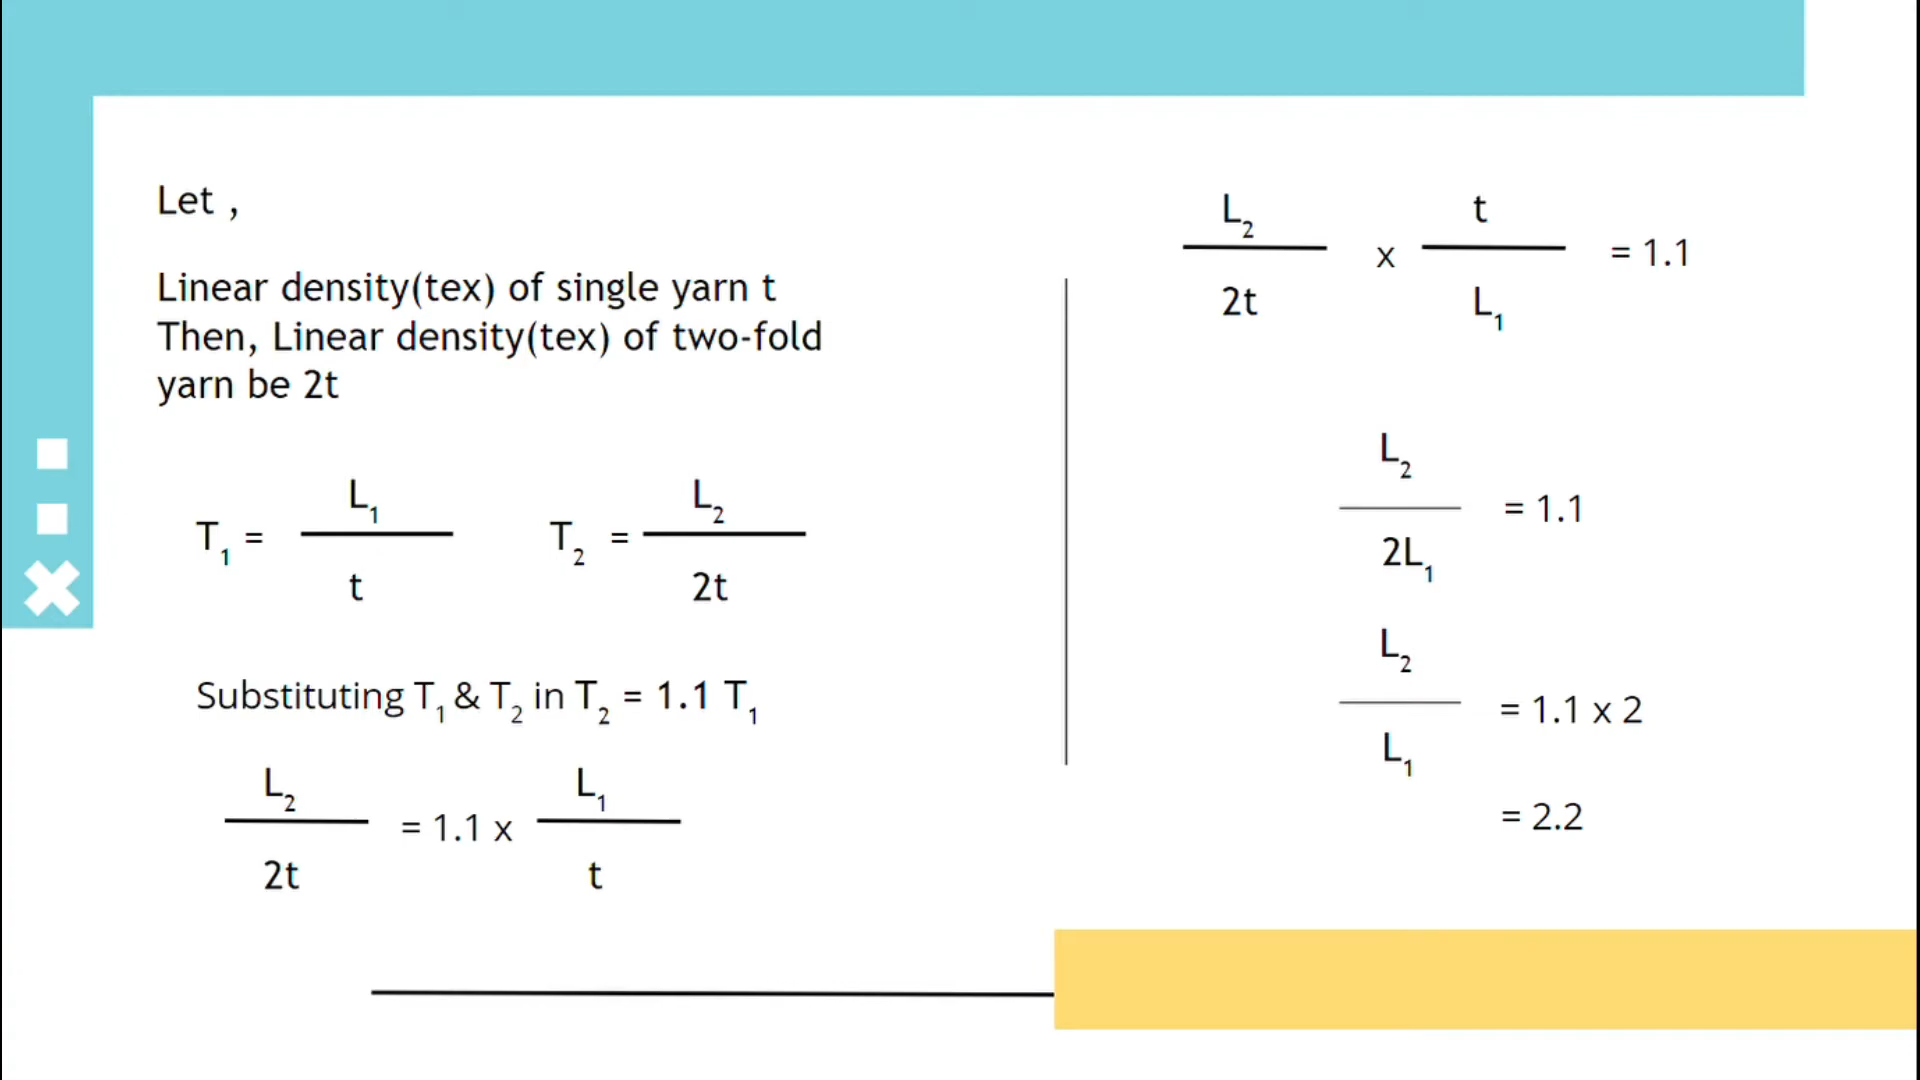 Let ,
Linear density(tex) of single yarn t
Then, Linear density(tex) of two-fold
yarn be 2t
T₁ = L₁ / t   T₂ = L₂ / 2t
Substituting T₁ & T₂ in T₂ = 1.1 T₁
L₂ / 2t = 1.1 x L₁ / t
L₂ / 2t x t / L₁ = 1.1
L₂ / 2L₁ = 1.1
L₂ / L₁ = 1.1 x 2
= 2.2